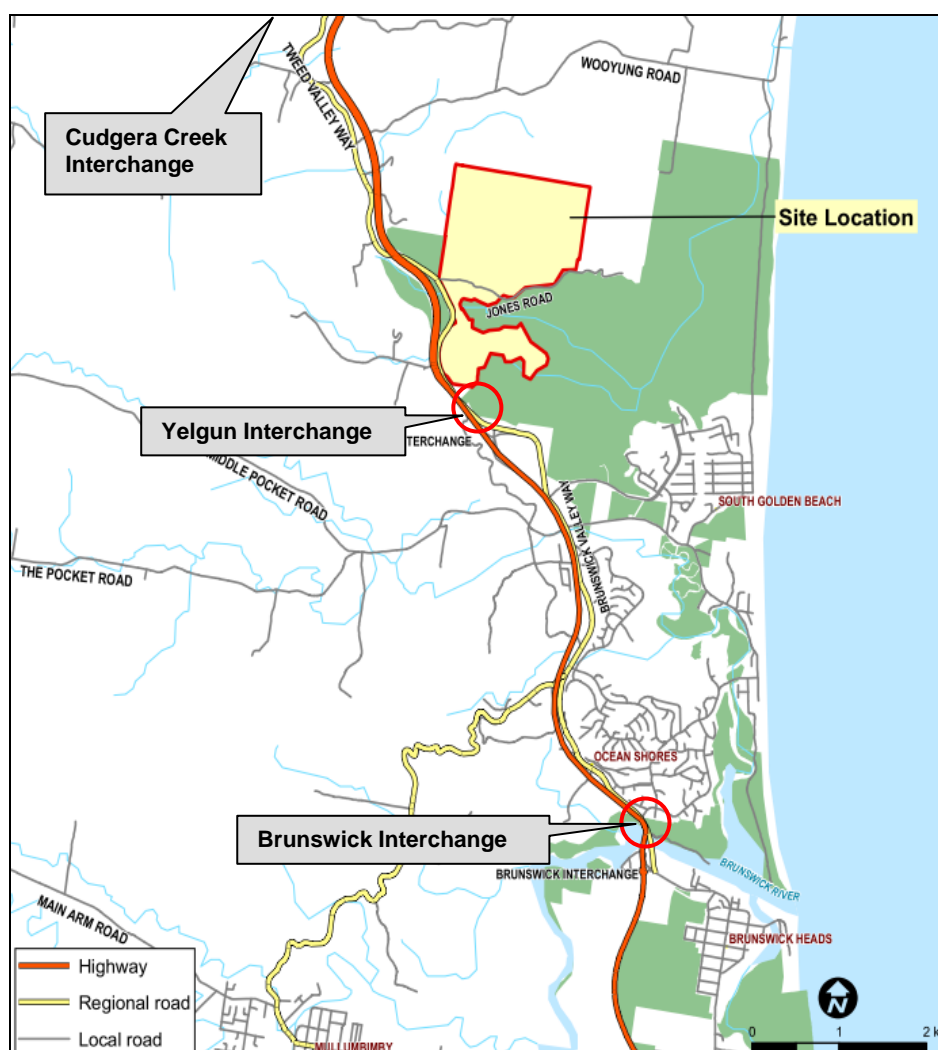 WOOYUNG ROAD
TWEED VALLEY WAY
Cudgera Creek
Interchange
Site Location
JONES ROAD
Yelgun Interchange
TERCHANGE
MIDDLE POCKET ROAD
SOUTH GOLDEN BEACH
BRUNSWICK VALLEY WAY
THE POCKET ROAD
OCEAN SHORES
Brunswick Interchange
BRUNSWICK INTERCHANGE
BRUNSWICK RIVER
MAIN ARM ROAD
BRUNSWICK HEADS
Highway
Regional road
Local road
MULLUMBIMBY
0 1 2 k